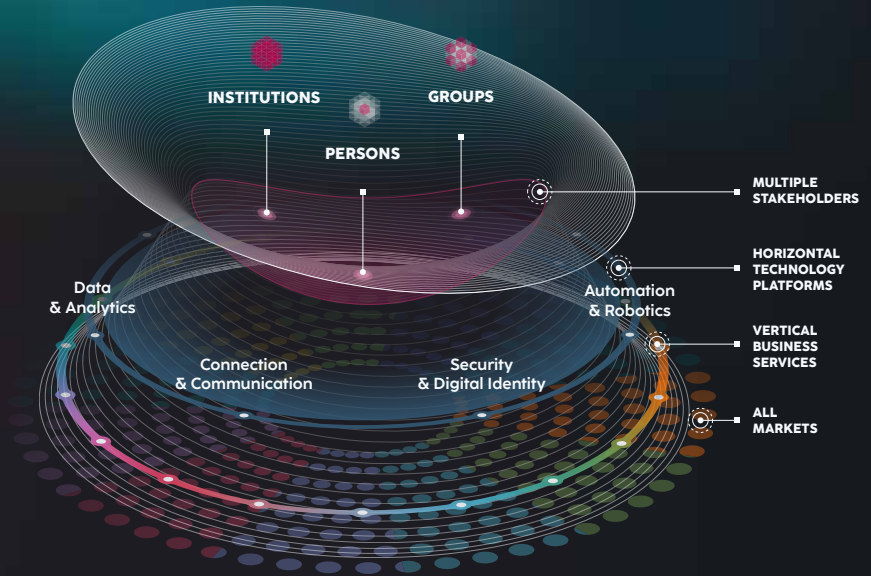 INSTITUTIONS
GROUPS
PERSONS
MULTIPLE
STAKEHOLDERS
HORIZONTAL
TECHNOLOGY
PLATFORMS
Data
& Analytics
Automation
& Robotics
VERTICAL
BUSINESS
SERVICES
Connection
& Communication
Security
& Digital Identity
ALL
MARKETS